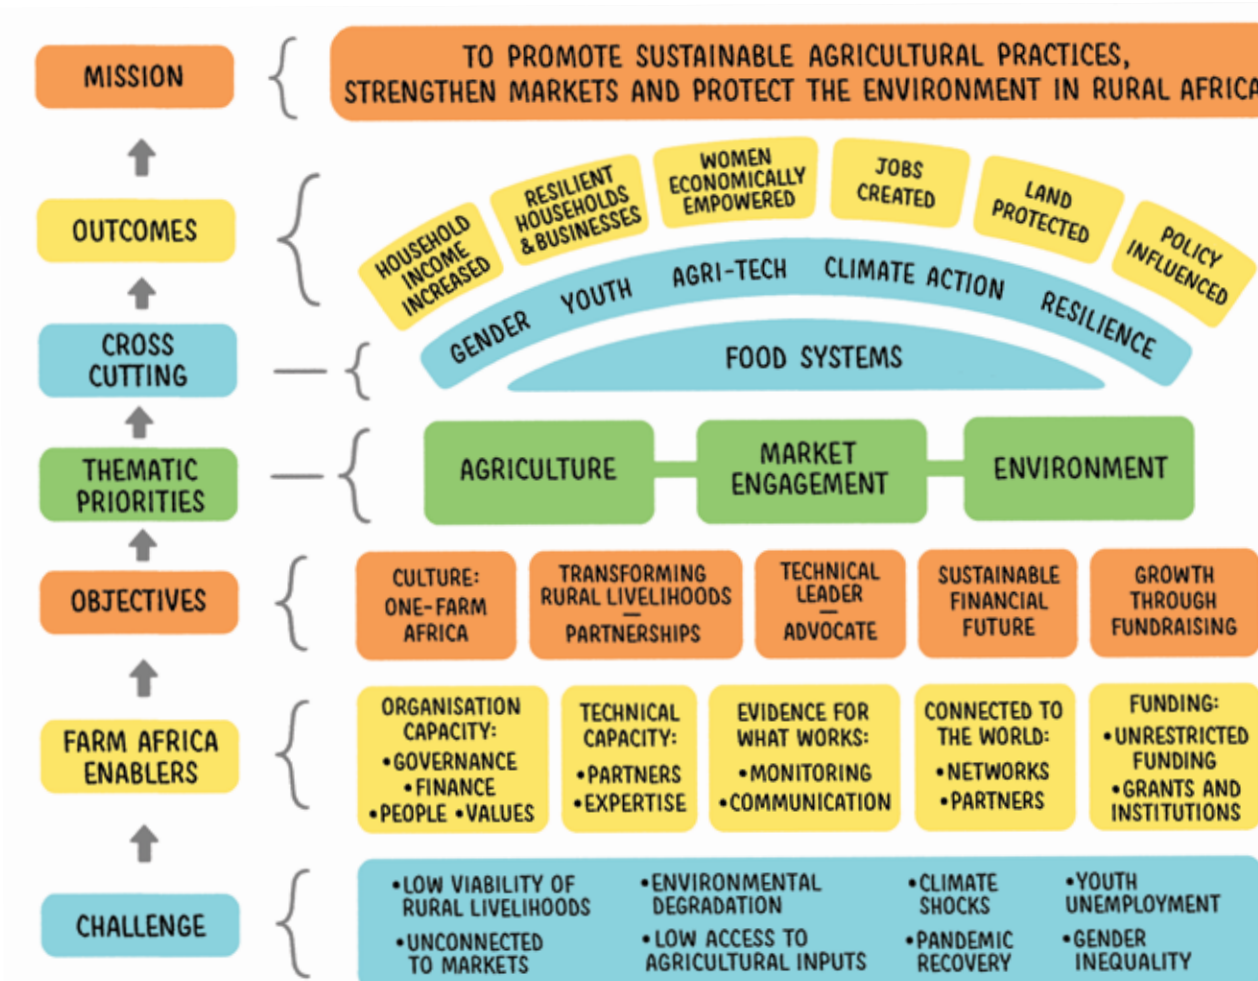 MISSION
TO PROMOTE SUSTAINABLE AGRICULTURAL PRACTICES,
STRENGTHEN MARKETS AND PROTECT THE ENVIRONMENT IN RURAL AFRICA
OUTCOMES
HOUSEHOLD
INCOME
INCREASED
RESILIENT
HOUSEHOLDS
& BUSINESSES
WOMEN
ECONOMICALLY
EMPOWERED
JOBS
CREATED
LAND
PROTECTED
POLICY
INFLUENCED
CROSS
CUTTING
GENDER YOUTH AGRI-TECH CLIMATE ACTION RESILIENCE
FOOD SYSTEMS
THEMATIC
PRIORITIES
AGRICULTURE
MARKET
ENGAGEMENT
ENVIRONMENT
OBJECTIVES
CULTURE:
ONE-FARM
AFRICA
TRANSFORMING
RURAL LIVELIHOODS
—
PARTNERSHIPS
TECHNICAL
LEADER
—
ADVOCATE
SUSTAINABLE
FINANCIAL
FUTURE
GROWTH
THROUGH
FUNDRAISING
FARM AFRICA
ENABLERS
ORGANISATION
CAPACITY:
•GOVERNANCE
•FINANCE
•PEOPLE •VALUES
TECHNICAL
CAPACITY:
•PARTNERS
•EXPERTISE
EVIDENCE FOR
WHAT WORKS:
•MONITORING
•COMMUNICATION
CONNECTED TO
THE WORLD:
•NETWORKS
•PARTNERS
FUNDING:
•UNRESTRICTED
FUNDING
•GRANTS AND
INSTITUTIONS
CHALLENGE
•LOW VIABILITY OF
RURAL LIVELIHOODS
•UNCONNECTED
TO MARKETS
•ENVIRONMENTAL
DEGRADATION
•LOW ACCESS TO
AGRICULTURAL INPUTS
•CLIMATE
SHOCKS
•PANDEMIC
RECOVERY
•YOUTH
UNEMPLOYMENT
•GENDER
INEQUALITY